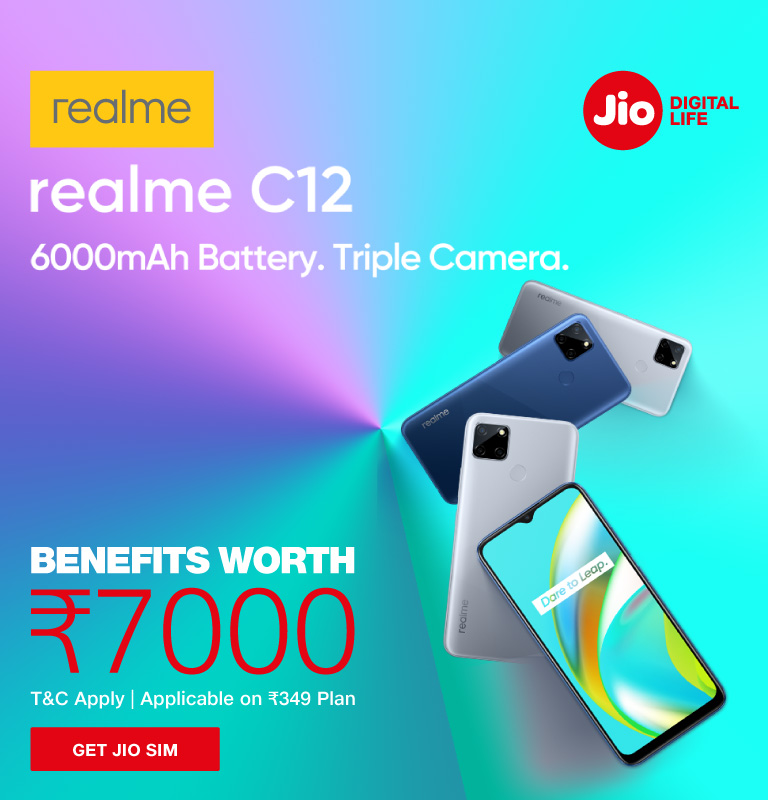 realme
Jio DIGITAL
LIFE
realme C12
6000mAh Battery. Triple Camera.
realme
realme
realme
Dare to Leap.
BENEFITS WORTH
₹7000
T&C Apply | Applicable on ₹349 Plan
GET JIO SIM